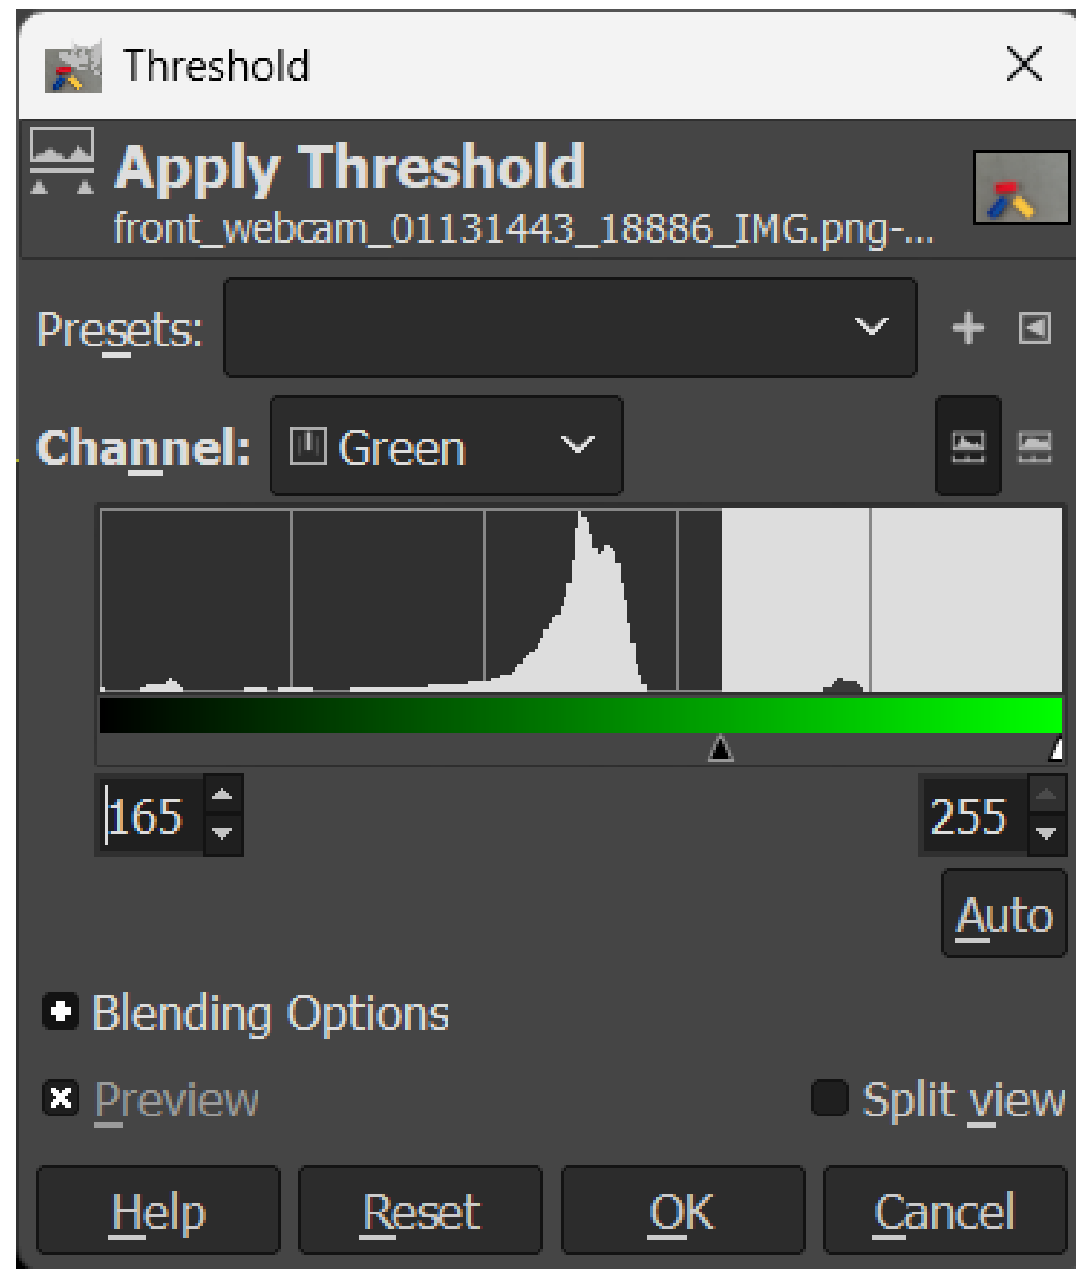 Threshold
Apply Threshold
front_webcam_01131443_18886_IMG.png-...
Presets:
Channel: Green
165 255
Auto
Blending Options
Preview Split view
Help Reset OK Cancel